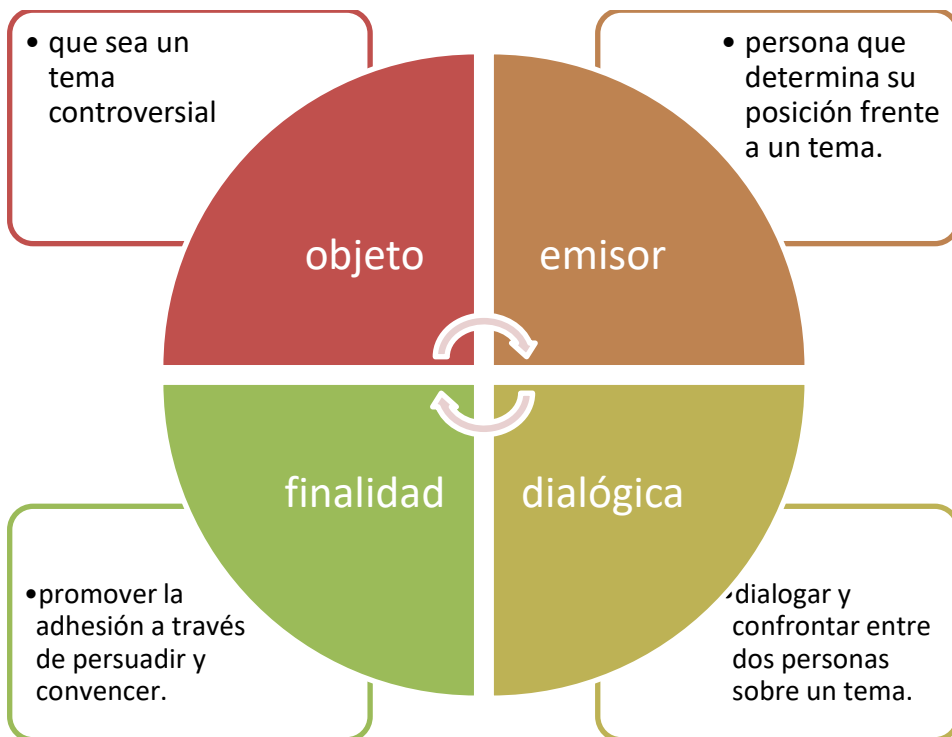 • que sea un
tema
controversial
• persona que
determina su
posición frente
a un tema.
objeto
emisor
finalidad
dialógica
•promover la
adhesión a través
de persuadir y
convencer.
•dialogar y
confrontar entre
dos personas
sobre un tema.